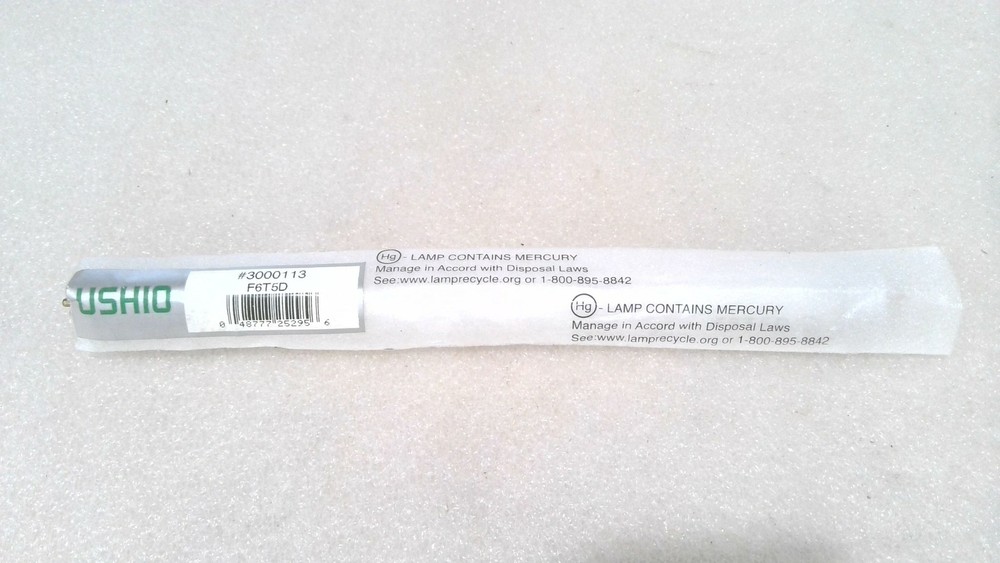 USHIO
#3000113
F6T5D
0 48777 25295 6
Hg - LAMP CONTAINS MERCURY
Manage in Accord with Disposal Laws
See:www.lamprecycle.org or 1-800-895-8842
Hg - LAMP CONTAINS MERCURY
Manage in Accord with Disposal Laws
See:www.lamprecycle.org or 1-800-895-8842